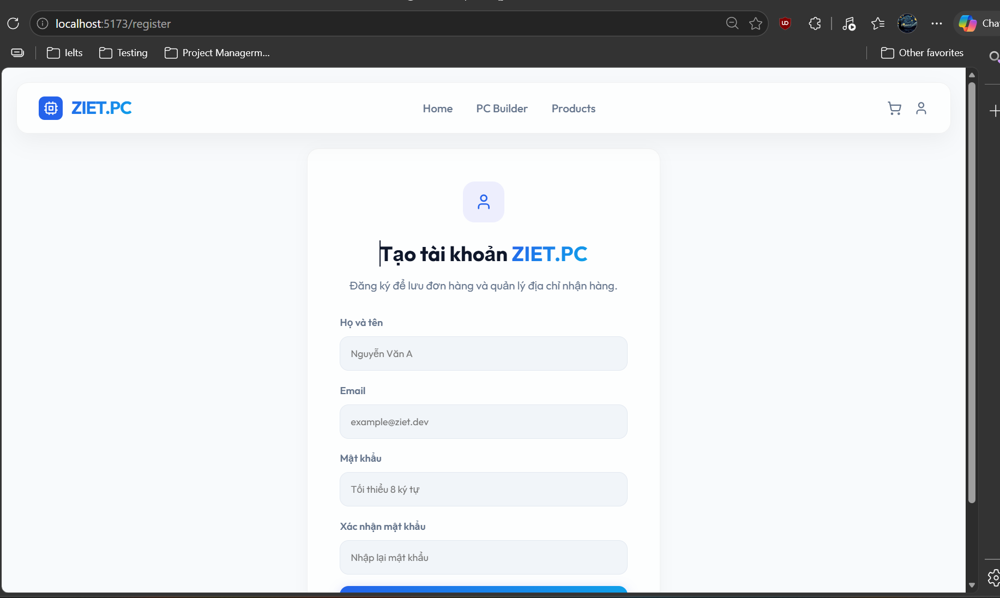 localhost:5173/register
Chat
Ielts
Testing
Project Managerm...
Other favorites
ZIET.PC
Home
PC Builder
Products
Tạo tài khoản ZIET.PC
Đăng ký để lưu đơn hàng và quản lý địa chỉ nhận hàng.
Họ và tên
Nguyễn Văn A
Email
example@ziet.dev
Mật khẩu
Tối thiểu 8 ký tự
Xác nhận mật khẩu
Nhập lại mật khẩu